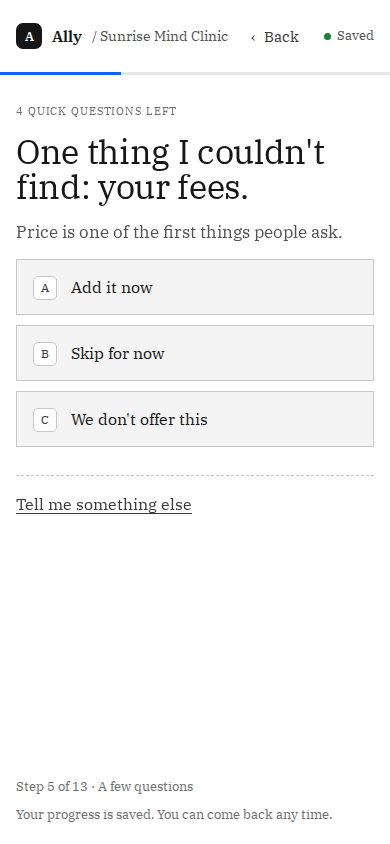 A Ally / Sunrise Mind Clinic ‹ Back Saved
4 QUICK QUESTIONS LEFT
One thing I couldn't
find: your fees.
Price is one of the first things people ask.
A Add it now
B Skip for now
C We don't offer this
Tell me something else
Step 5 of 13 · A few questions
Your progress is saved. You can come back any time.